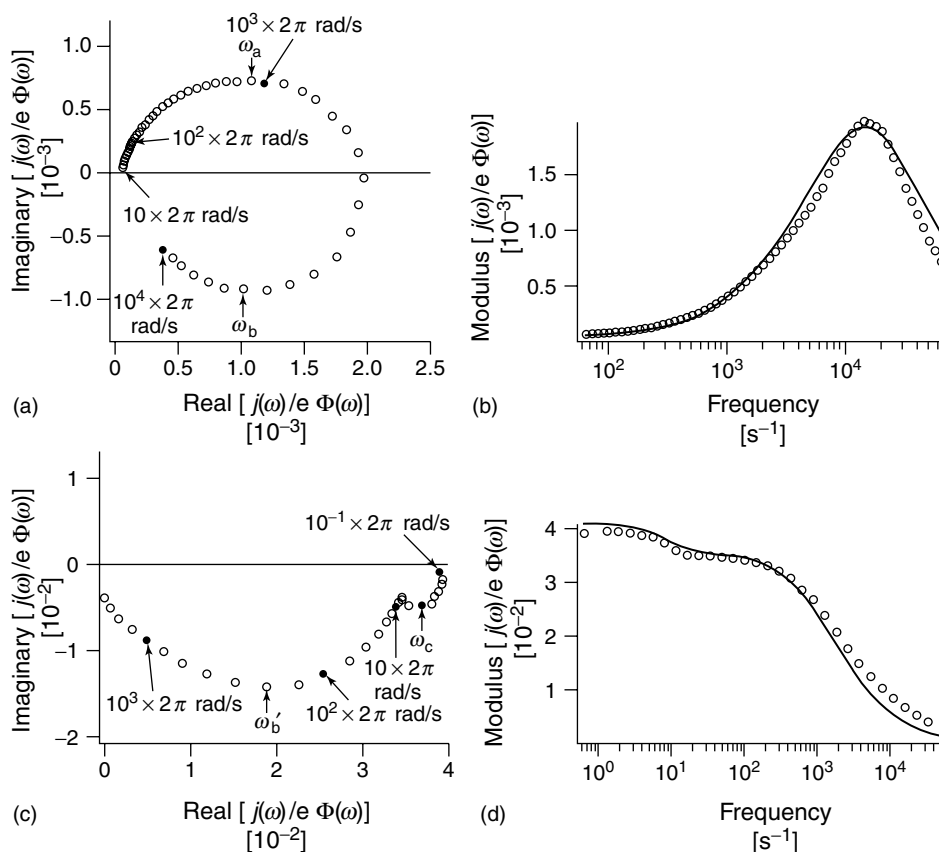 10³ × 2π rad/s
ωa
1.0
0.5
0
−0.5
−1.0
Imaginary [ j(ω)/e Φ(ω)]
[10⁻³]
10² × 2π rad/s
10 × 2π rad/s
10⁴ × 2π
rad/s
ωb
0
0.5
1.0
1.5
2.0
2.5
(a)
Real [ j(ω)/e Φ(ω)]
[10⁻³]
Modulus [ j(ω)/e Φ(ω)]
[10⁻³]
1.5
1.0
0.5
10²
10³
10⁴
(b)
Frequency
[s⁻¹]
Imaginary [ j(ω)/e Φ(ω)]
[10⁻²]
1
0
−1
−2
10⁻¹ × 2π rad/s
ωc
10 × 2π
rad/s
10³ × 2π rad/s
ωb′
10² × 2π rad/s
0
1
2
3
4
(c)
Real [ j(ω)/e Φ(ω)]
[10⁻²]
Modulus [ j(ω)/e Φ(ω)]
[10⁻²]
4
3
2
1
10⁰
10¹
10²
10³
10⁴
(d)
Frequency
[s⁻¹]